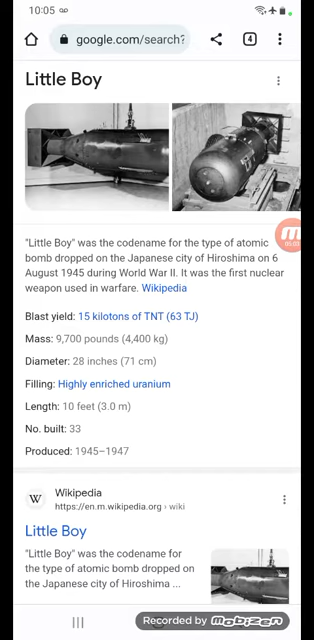 10:05
google.com/search?
4
Little Boy
00:03
"Little Boy" was the codename for the type of atomic
bomb dropped on the Japanese city of Hiroshima on 6
August 1945 during World War II. It was the first nuclear
weapon used in warfare. Wikipedia
Blast yield: 15 kilotons of TNT (63 TJ)
Mass: 9,700 pounds (4,400 kg)
Diameter: 28 inches (71 cm)
Filling: Highly enriched uranium
Length: 10 feet (3.0 m)
No. built: 33
Produced: 1945–1947
W
Wikipedia
https://en.m.wikipedia.org › wiki
Little Boy
"Little Boy" was the codename for
the type of atomic bomb dropped on
the Japanese city of Hiroshima ...
Recorded by mobizen